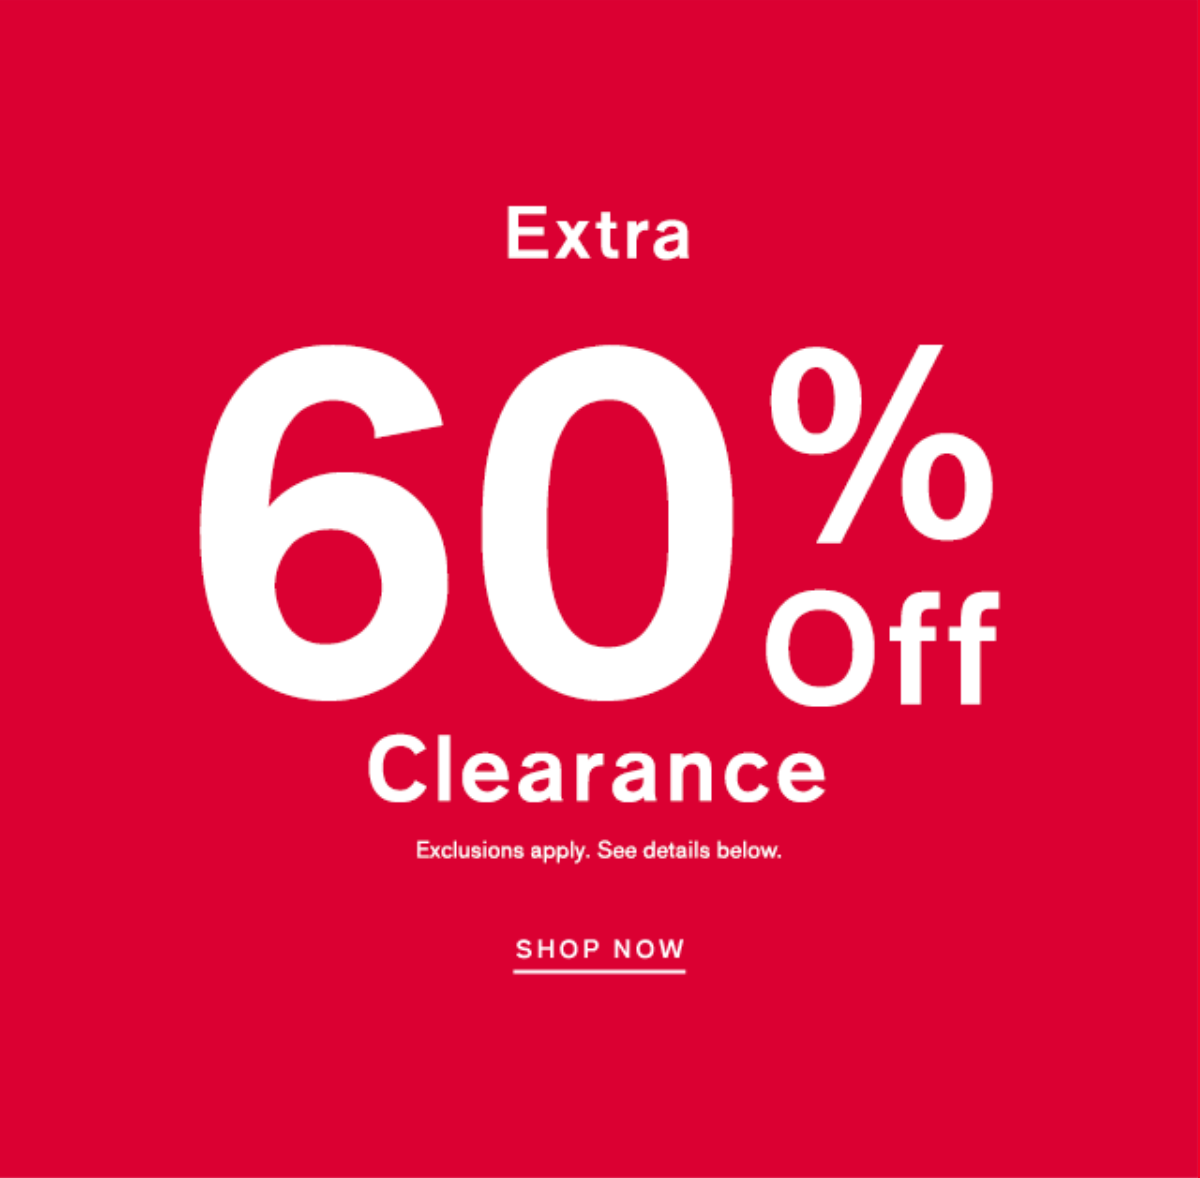 Extra
60%
Off
Clearance
Exclusions apply. See details below.
SHOP NOW